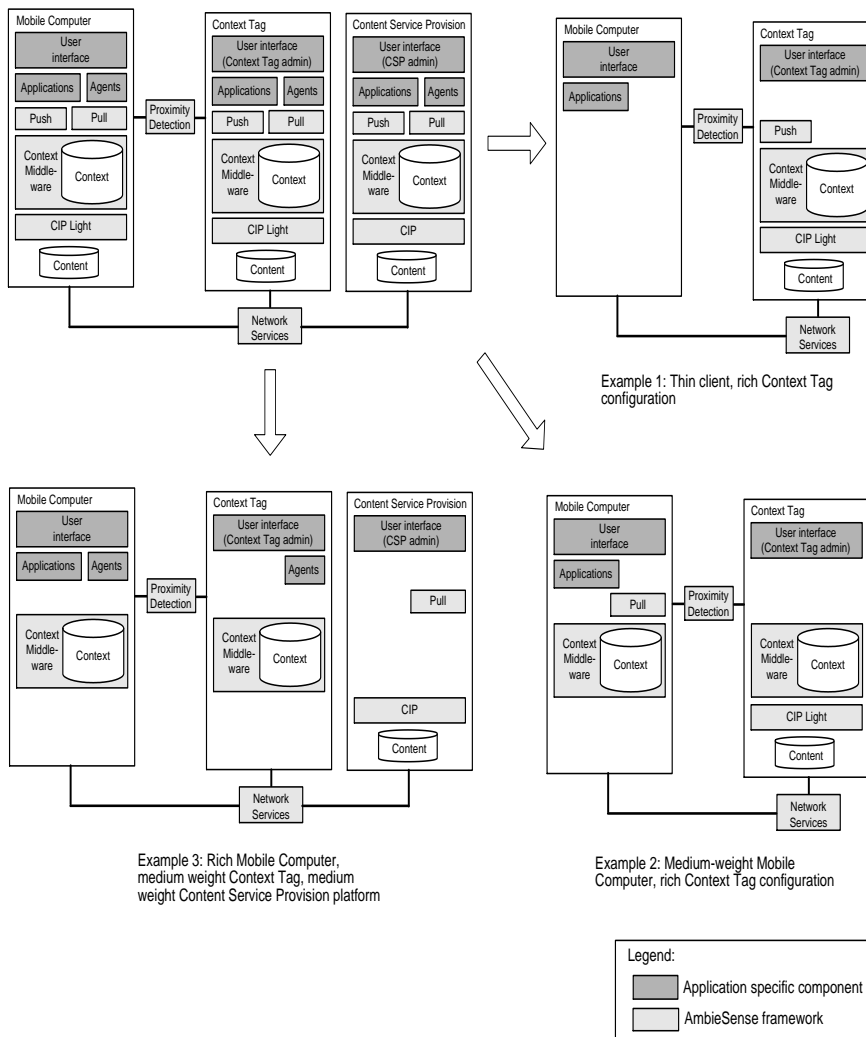 Mobile Computer
User
interface
Applications
Agents
Push
Pull
Context
Middle-
ware
Context
CIP Light
Content
Proximity
Detection
Context Tag
User interface
(Context Tag admin)
Applications
Agents
Push
Pull
Context
Middle-
ware
Context
CIP Light
Content
Content Service Provision
User interface
(CSP admin)
Applications
Agents
Push
Pull
Context
Middle-
ware
Context
CIP
Content
Network
Services
Mobile Computer
User
interface
Applications
Proximity
Detection
Context Tag
User interface
(Context Tag admin)
Push
Context
Middle-
ware
Context
CIP Light
Content
Network
Services
Example 1: Thin client, rich Context Tag
configuration
Mobile Computer
User
interface
Applications
Agents
Context
Middle-
ware
Context
Proximity
Detection
Context Tag
User interface
(Context Tag admin)
Agents
Context
Middle-
ware
Context
Content Service Provision
User interface
(CSP admin)
Pull
CIP
Content
Network
Services
Example 3: Rich Mobile Computer,
medium weight Context Tag, medium
weight Content Service Provision platform
Mobile Computer
User
interface
Applications
Pull
Context
Middle-
ware
Context
Proximity
Detection
Context Tag
User interface
(Context Tag admin)
Context
Middle-
ware
Context
CIP Light
Content
Network
Services
Example 2: Medium-weight Mobile
Computer, rich Context Tag configuration
Legend:
Application specific component
AmbieSense framework